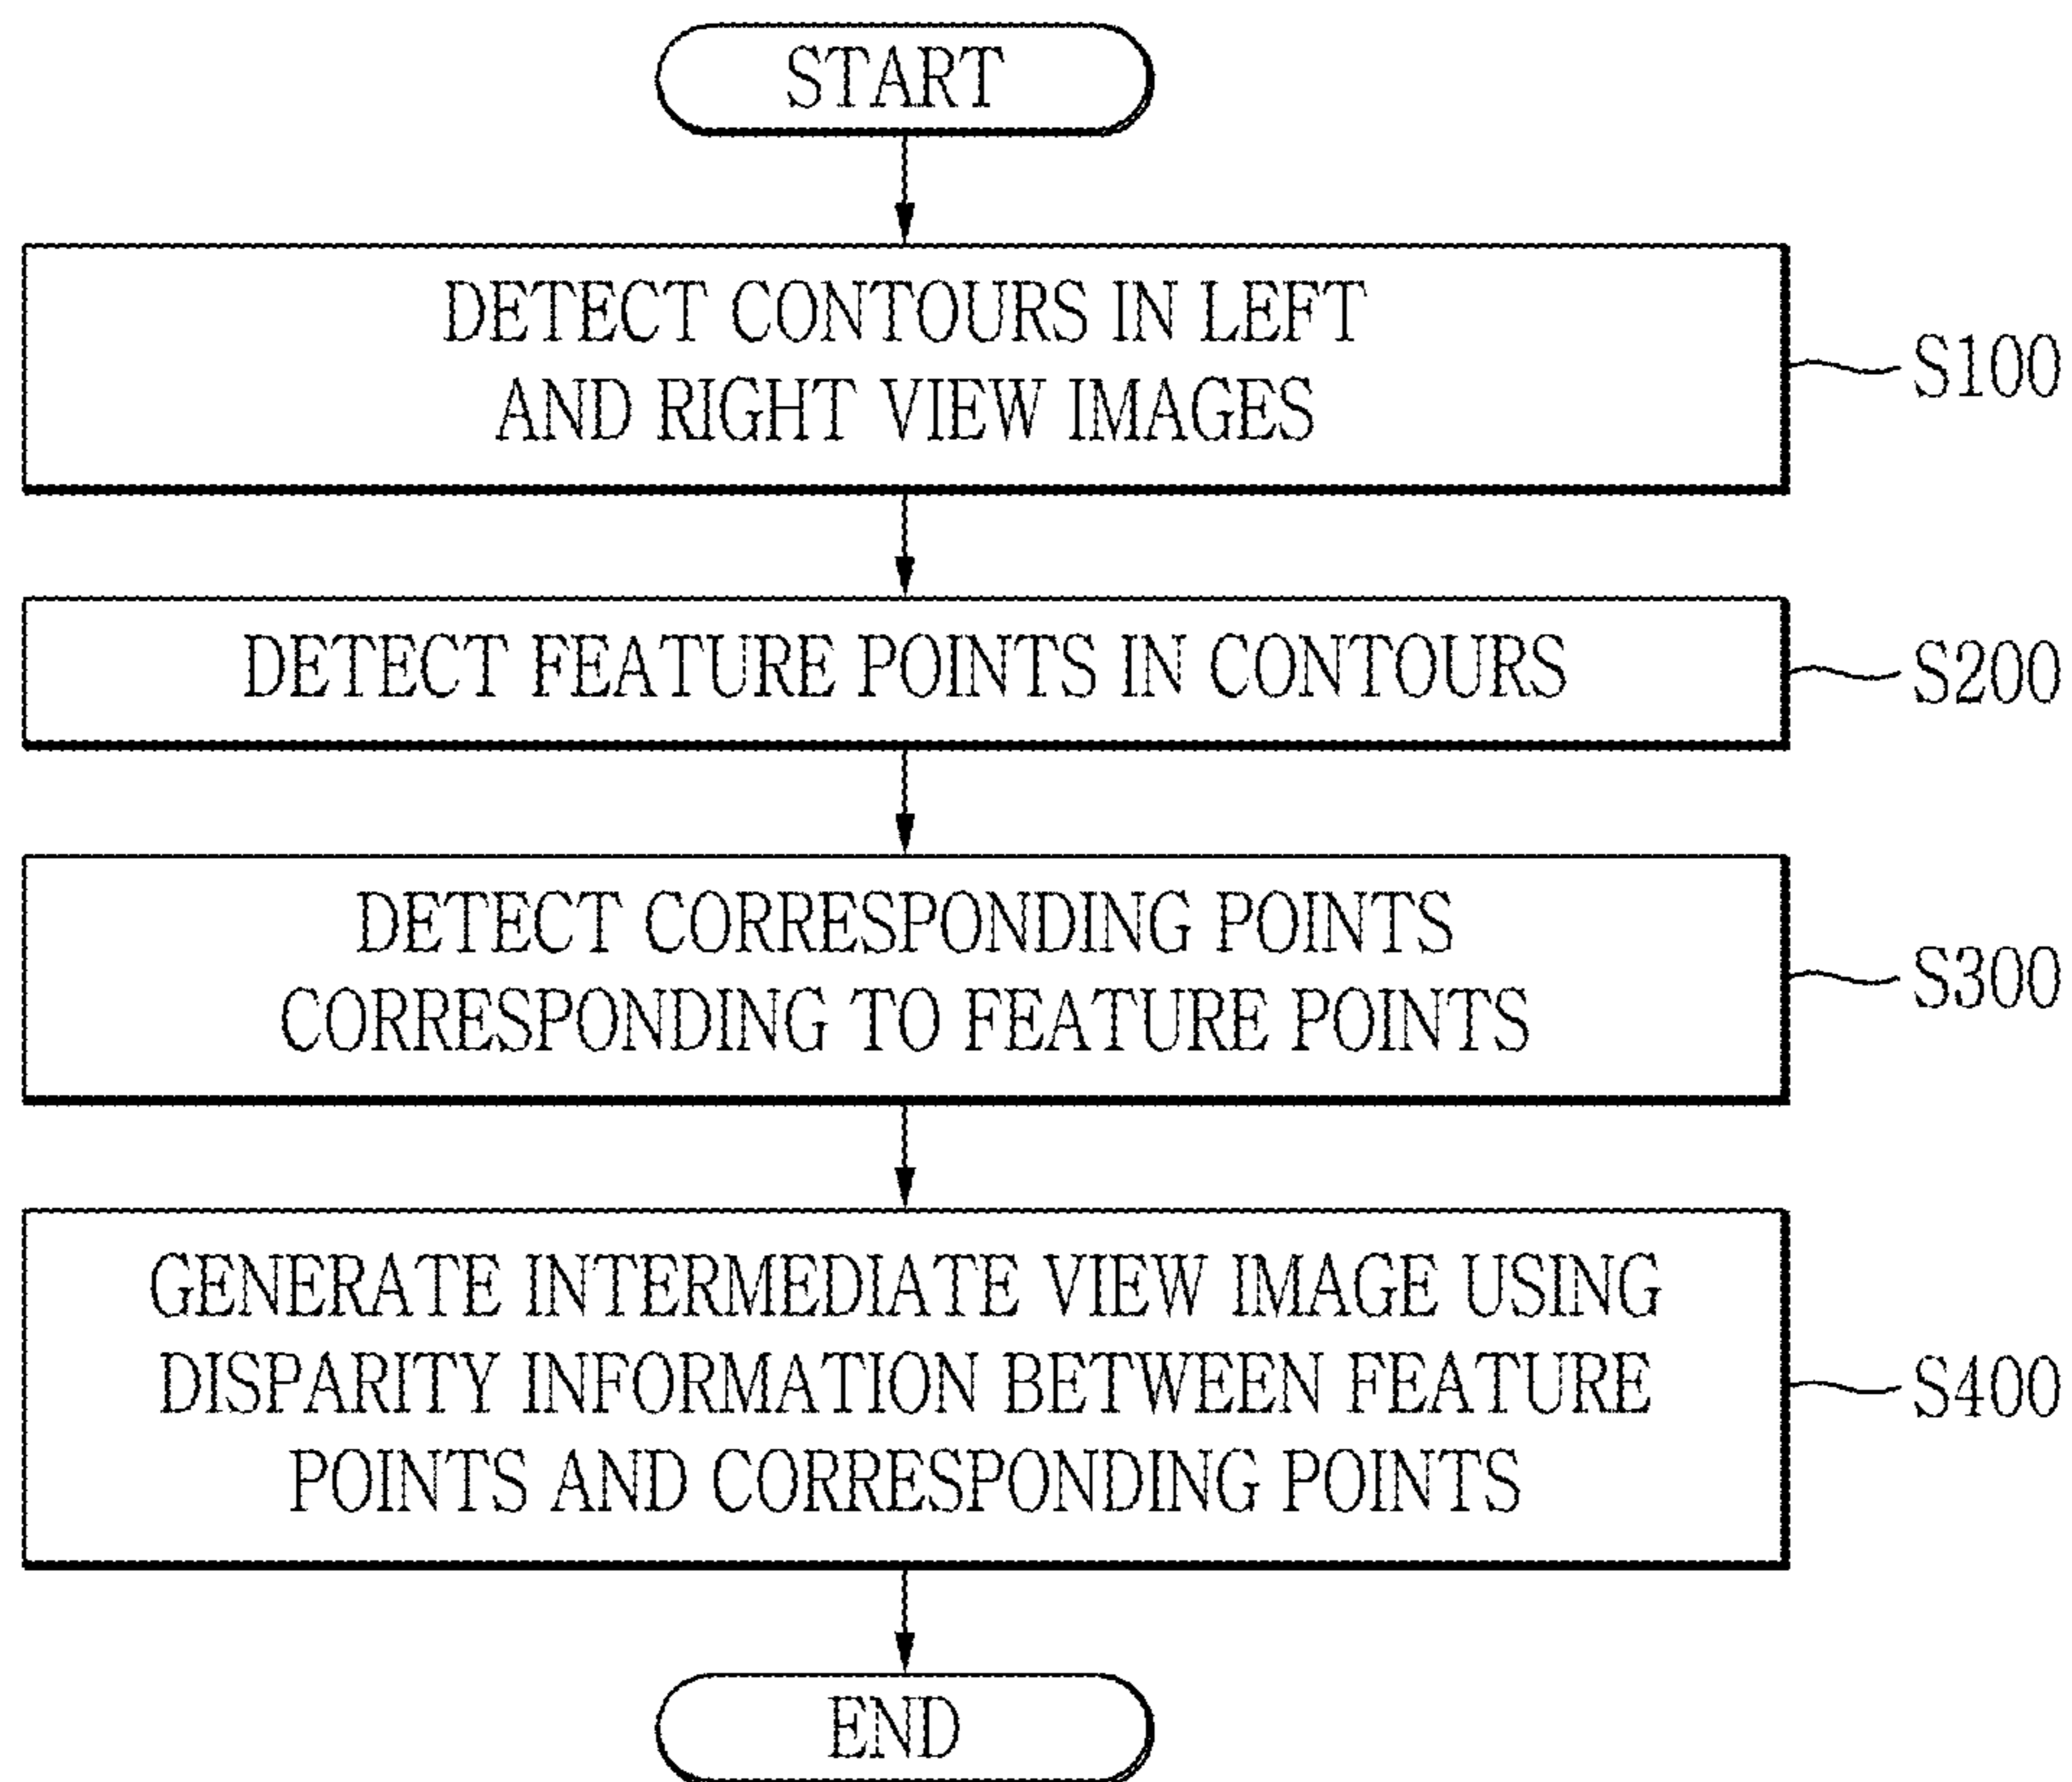 START
DETECT CONTOURS IN LEFT
AND RIGHT VIEW IMAGES
S100
DETECT FEATURE POINTS IN CONTOURS
S200
DETECT CORRESPONDING POINTS
CORRESPONDING TO FEATURE POINTS
S300
GENERATE INTERMEDIATE VIEW IMAGE USING
DISPARITY INFORMATION BETWEEN FEATURE
POINTS AND CORRESPONDING POINTS
S400
END